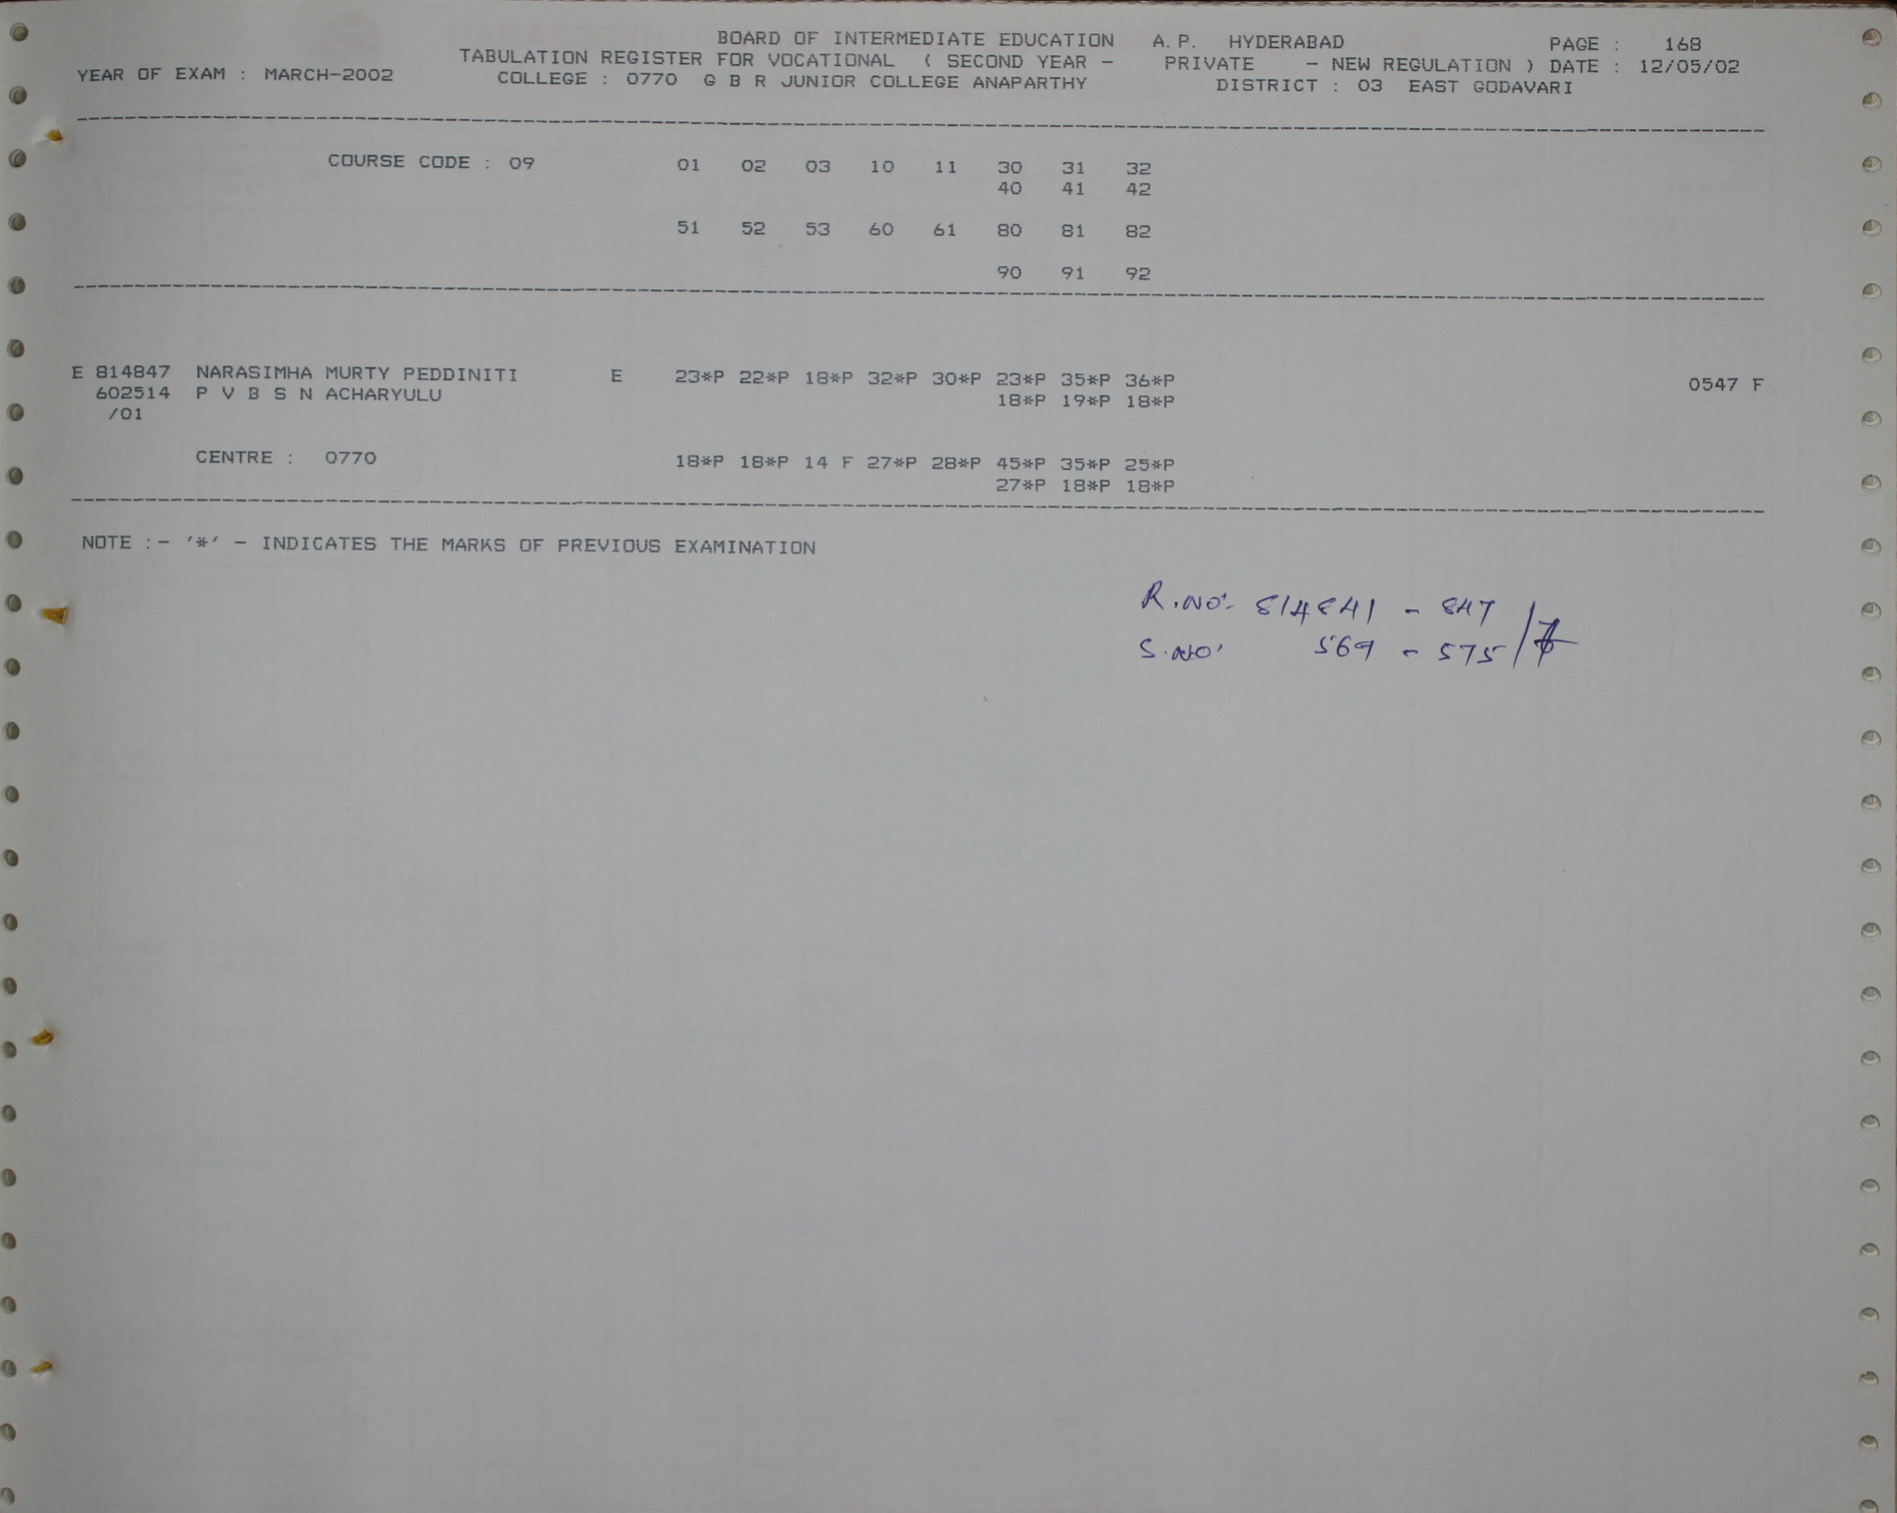 BOARD OF INTERMEDIATE EDUCATION A.P. HYDERABAD PAGE : 168
TABULATION REGISTER FOR VOCATIONAL ( SECOND YEAR - PRIVATE - NEW REGULATION ) DATE : 12/05/02
YEAR OF EXAM : MARCH-2002 COLLEGE : 0770 G B R JUNIOR COLLEGE ANAPARTHY DISTRICT : 03 EAST GODAVARI
COURSE CODE : 09 01 02 03 10 11 30 31 32
40 41 42
51 52 53 60 61 80 81 82
90 91 92
E 814847 NARASIMHA MURTY PEDDINITI E 23*P 22*P 18*P 32*P 30*P 23*P 35*P 36*P 0547 F
602514 P V B S N ACHARYULU 18*P 19*P 18*P
/01
CENTRE : 0770 18*P 18*P 14 F 27*P 28*P 45*P 35*P 25*P
27*P 18*P 18*P
NOTE :- '*' - INDICATES THE MARKS OF PREVIOUS EXAMINATION
R.NO:- 814841 - 847
S.NO: 569 - 575 /7